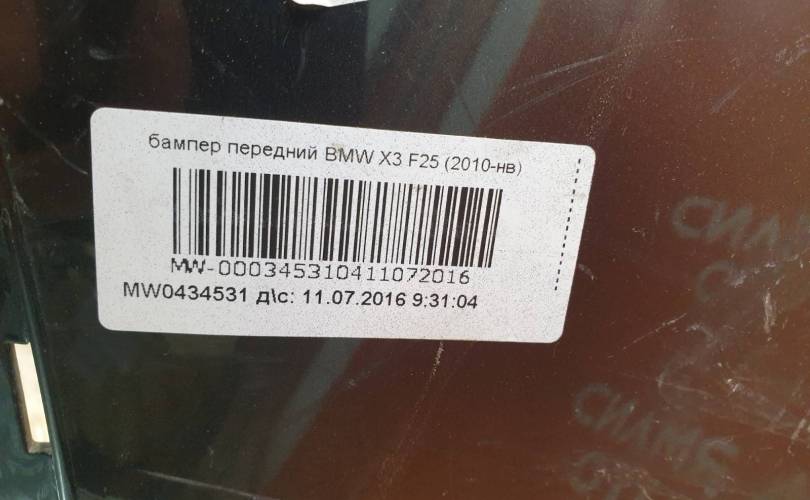 бампер передний BMW X3 F25 (2010-нв)
MW-000345310411072016
MW0434531 д\с: 11.07.2016 9:31:04